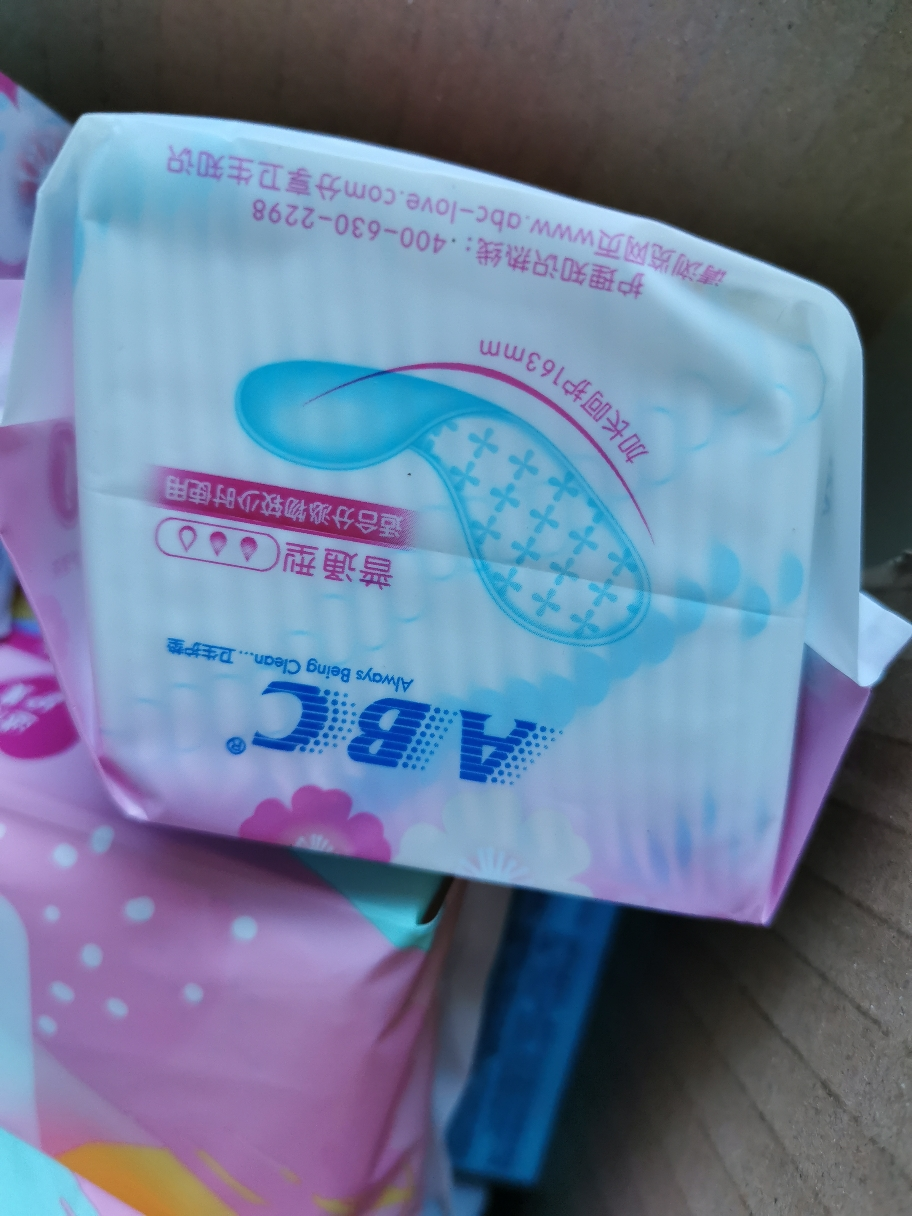 ABC®
Always Being Clean.... 卫生护垫
普通型
适合分泌物较少时使用
加长呵护163mm
护理知识热线：400-630-2298
请浏览网页www.abc-love.com分享卫生知识